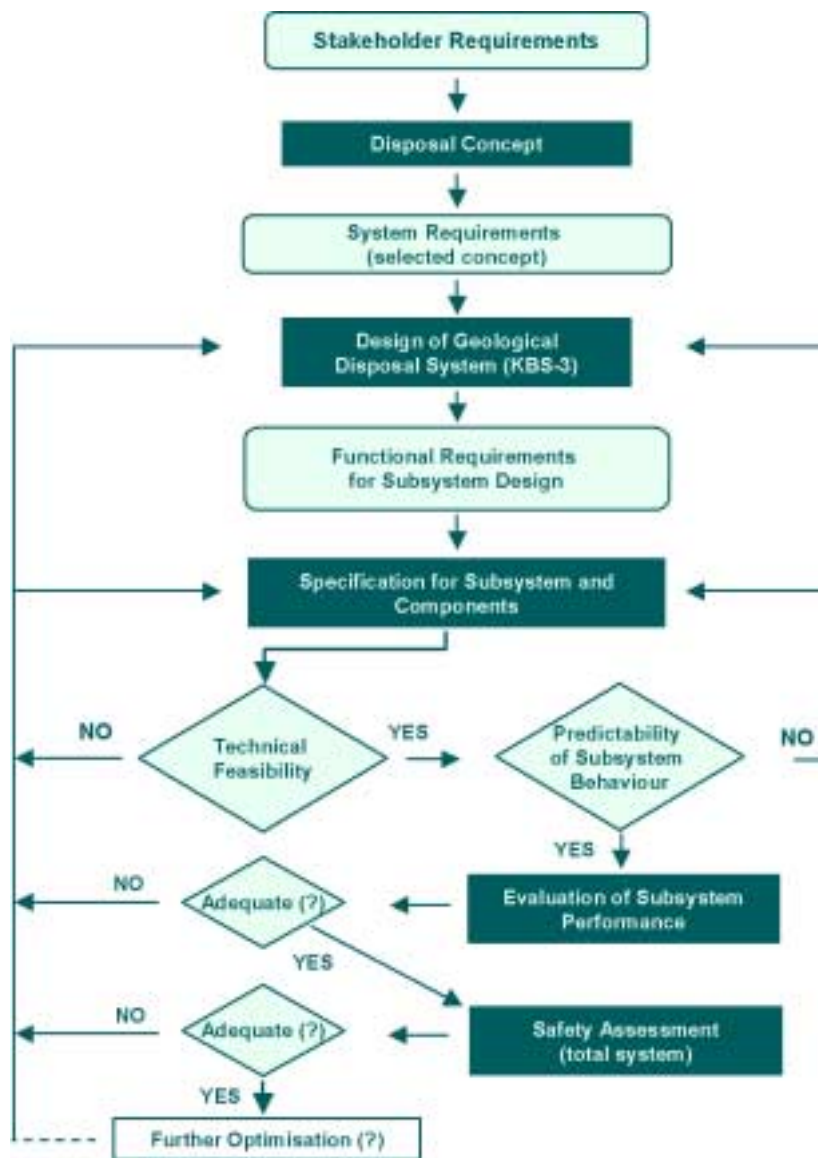 Stakeholder Requirements
Disposal Concept
System Requirements
(selected concept)
Design of Geological
Disposal System (KBS-3)
Functional Requirements
for Subsystem Design
Specification for Subsystem and
Components
NO
Technical
Feasibility
YES
Predictability
of Subsystem
Behaviour
NO
YES
NO
Adequate (?)
Evaluation of Subsystem
Performance
YES
NO
Adequate (?)
Safety Assessment
(total system)
YES
Further Optimisation (?)